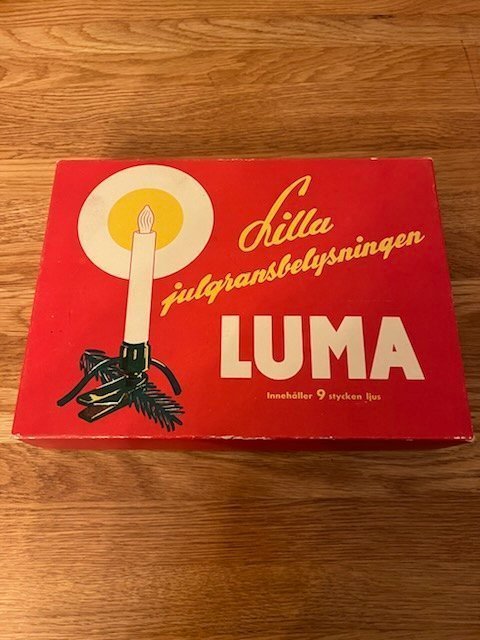 Lilla
julgransbelysningen
LUMA
Innehåller 9 stycken ljus